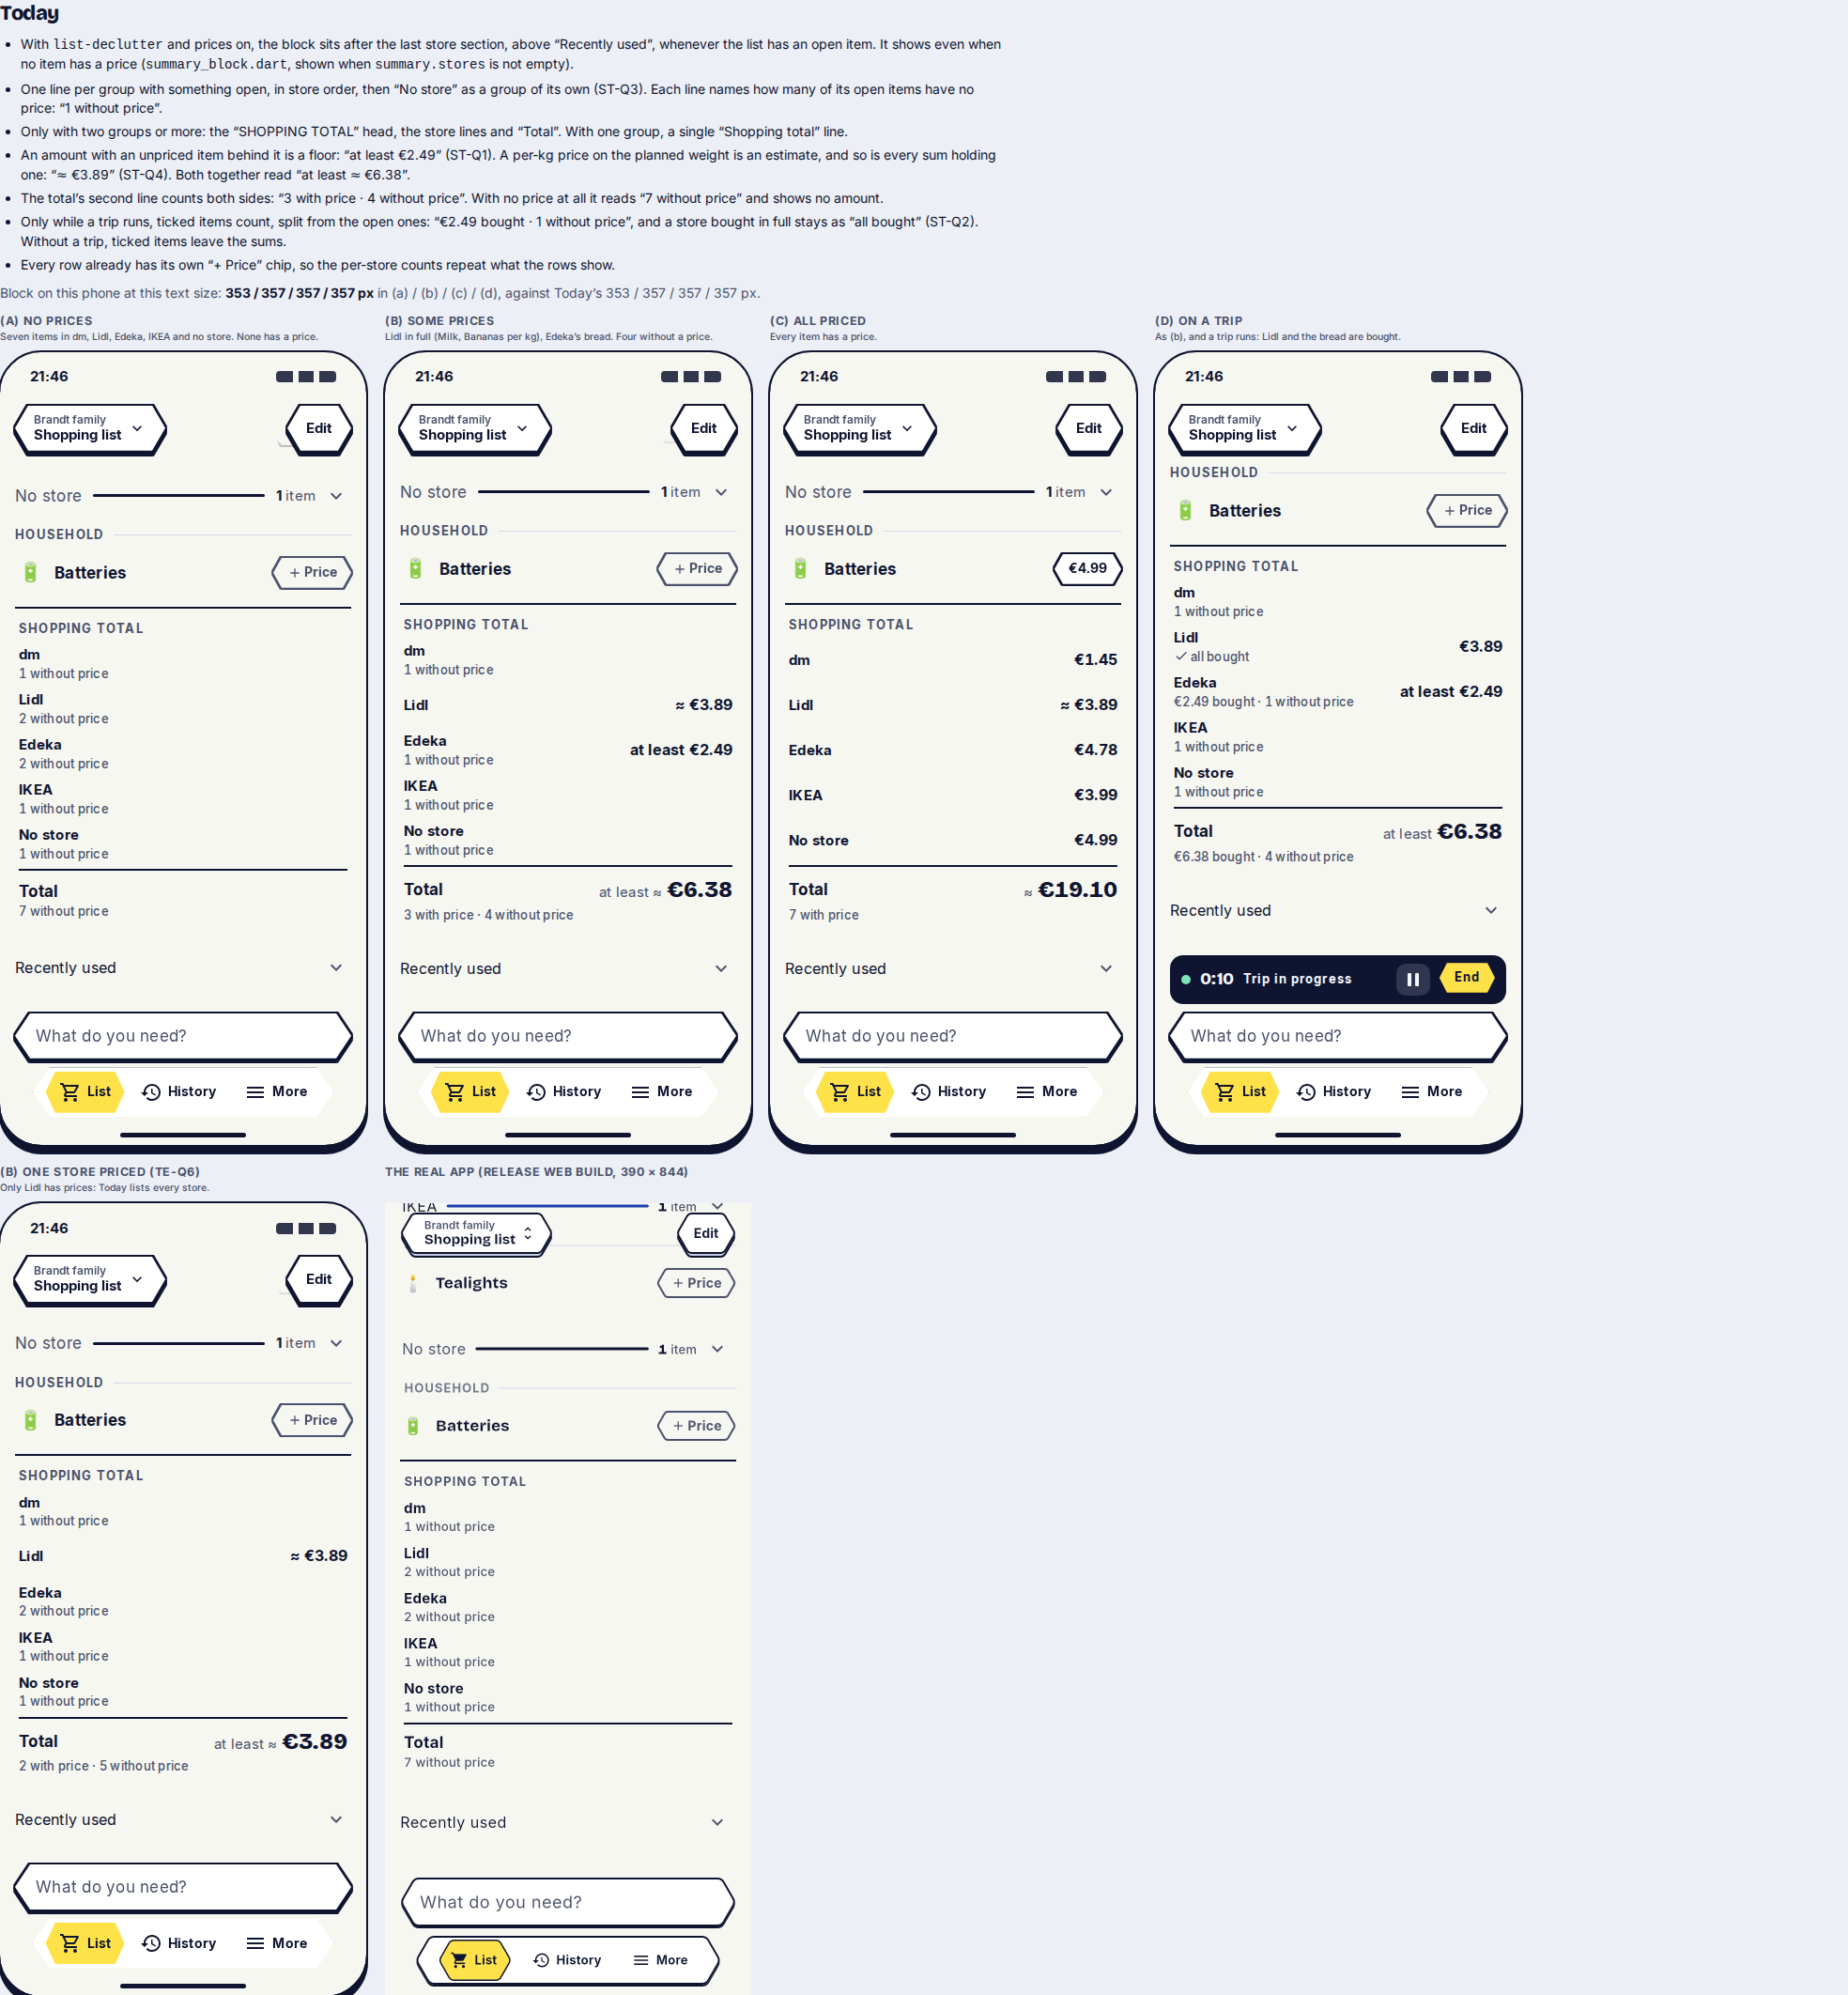 Today
• With list-declutter and prices on, the block sits after the last store section, above “Recently used”, whenever the list has an open item. It shows even when
no item has a price (summary_block.dart, shown when summary.stores is not empty).
• One line per group with something open, in store order, then “No store” as a group of its own (ST-Q3). Each line names how many of its open items have no
price: “1 without price”.
• Only with two groups or more: the “SHOPPING TOTAL” head, the store lines and “Total”. With one group, a single “Shopping total” line.
• An amount with an unpriced item behind it is a floor: “at least €2.49” (ST-Q1). A per-kg price on the planned weight is an estimate, and so is every sum holding
one: “≈ €3.89” (ST-Q4). Both together read “at least ≈ €6.38”.
• The total’s second line counts both sides: “3 with price · 4 without price”. With no price at all it reads “7 without price” and shows no amount.
• Only while a trip runs, ticked items count, split from the open ones: “€2.49 bought · 1 without price”, and a store bought in full stays as “all bought” (ST-Q2).
Without a trip, ticked items leave the sums.
• Every row already has its own “+ Price” chip, so the per-store counts repeat what the rows show.
Block on this phone at this text size: 353 / 357 / 357 / 357 px in (a) / (b) / (c) / (d), against Today’s 353 / 357 / 357 / 357 px.
(A) NO PRICES
Seven items in dm, Lidl, Edeka, IKEA and no store. None has a price.
21:46
Brandt family
Shopping list
Edit
No store 1 item
HOUSEHOLD
Batteries + Price
SHOPPING TOTAL
dm
1 without price
Lidl
2 without price
Edeka
2 without price
IKEA
1 without price
No store
1 without price
Total
7 without price
Recently used
What do you need?
List History More
(B) SOME PRICES
Lidl in full (Milk, Bananas per kg), Edeka’s bread. Four without a price.
21:46
Brandt family
Shopping list
Edit
No store 1 item
HOUSEHOLD
Batteries + Price
SHOPPING TOTAL
dm
1 without price
Lidl ≈ €3.89
Edeka
1 without price
at least €2.49
IKEA
1 without price
No store
1 without price
Total at least ≈ €6.38
3 with price · 4 without price
Recently used
What do you need?
List History More
(C) ALL PRICED
Every item has a price.
21:46
Brandt family
Shopping list
Edit
No store 1 item
HOUSEHOLD
Batteries €4.99
SHOPPING TOTAL
dm €1.45
Lidl ≈ €3.89
Edeka €4.78
IKEA €3.99
No store €4.99
Total ≈ €19.10
7 with price
Recently used
What do you need?
List History More
(D) ON A TRIP
As (b), and a trip runs: Lidl and the bread are bought.
21:46
Brandt family
Shopping list
Edit
HOUSEHOLD
Batteries + Price
SHOPPING TOTAL
dm
1 without price
Lidl
✓ all bought
€3.89
Edeka
€2.49 bought · 1 without price
at least €2.49
IKEA
1 without price
No store
1 without price
Total at least €6.38
€6.38 bought · 4 without price
Recently used
0:10 Trip in progress End
What do you need?
List History More
(B) ONE STORE PRICED (TE-Q6)
Only Lidl has prices: Today lists every store.
21:46
Brandt family
Shopping list
Edit
No store 1 item
HOUSEHOLD
Batteries + Price
SHOPPING TOTAL
dm
1 without price
Lidl ≈ €3.89
Edeka
2 without price
IKEA
1 without price
No store
1 without price
Total at least ≈ €3.89
2 with price · 5 without price
Recently used
What do you need?
List History More
THE REAL APP (RELEASE WEB BUILD, 390 × 844)
IKEA 1 item
Brandt family
Shopping list
Edit
Tealights + Price
No store 1 item
HOUSEHOLD
Batteries + Price
SHOPPING TOTAL
dm
1 without price
Lidl
2 without price
Edeka
2 without price
IKEA
1 without price
No store
1 without price
Total
7 without price
Recently used
What do you need?
List History More